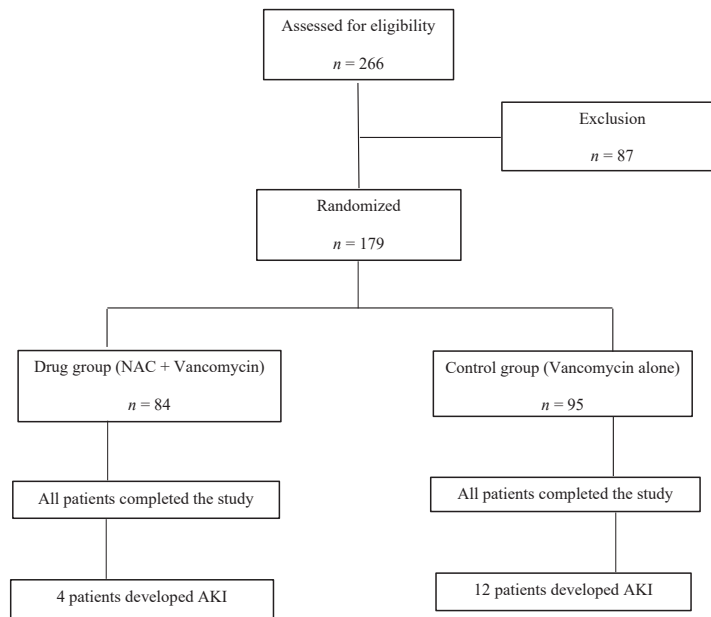 Assessed for eligibility
n = 266
Exclusion
n = 87
Randomized
n = 179
Drug group (NAC + Vancomycin)
n = 84
Control group (Vancomycin alone)
n = 95
All patients completed the study
All patients completed the study
4 patients developed AKI
12 patients developed AKI